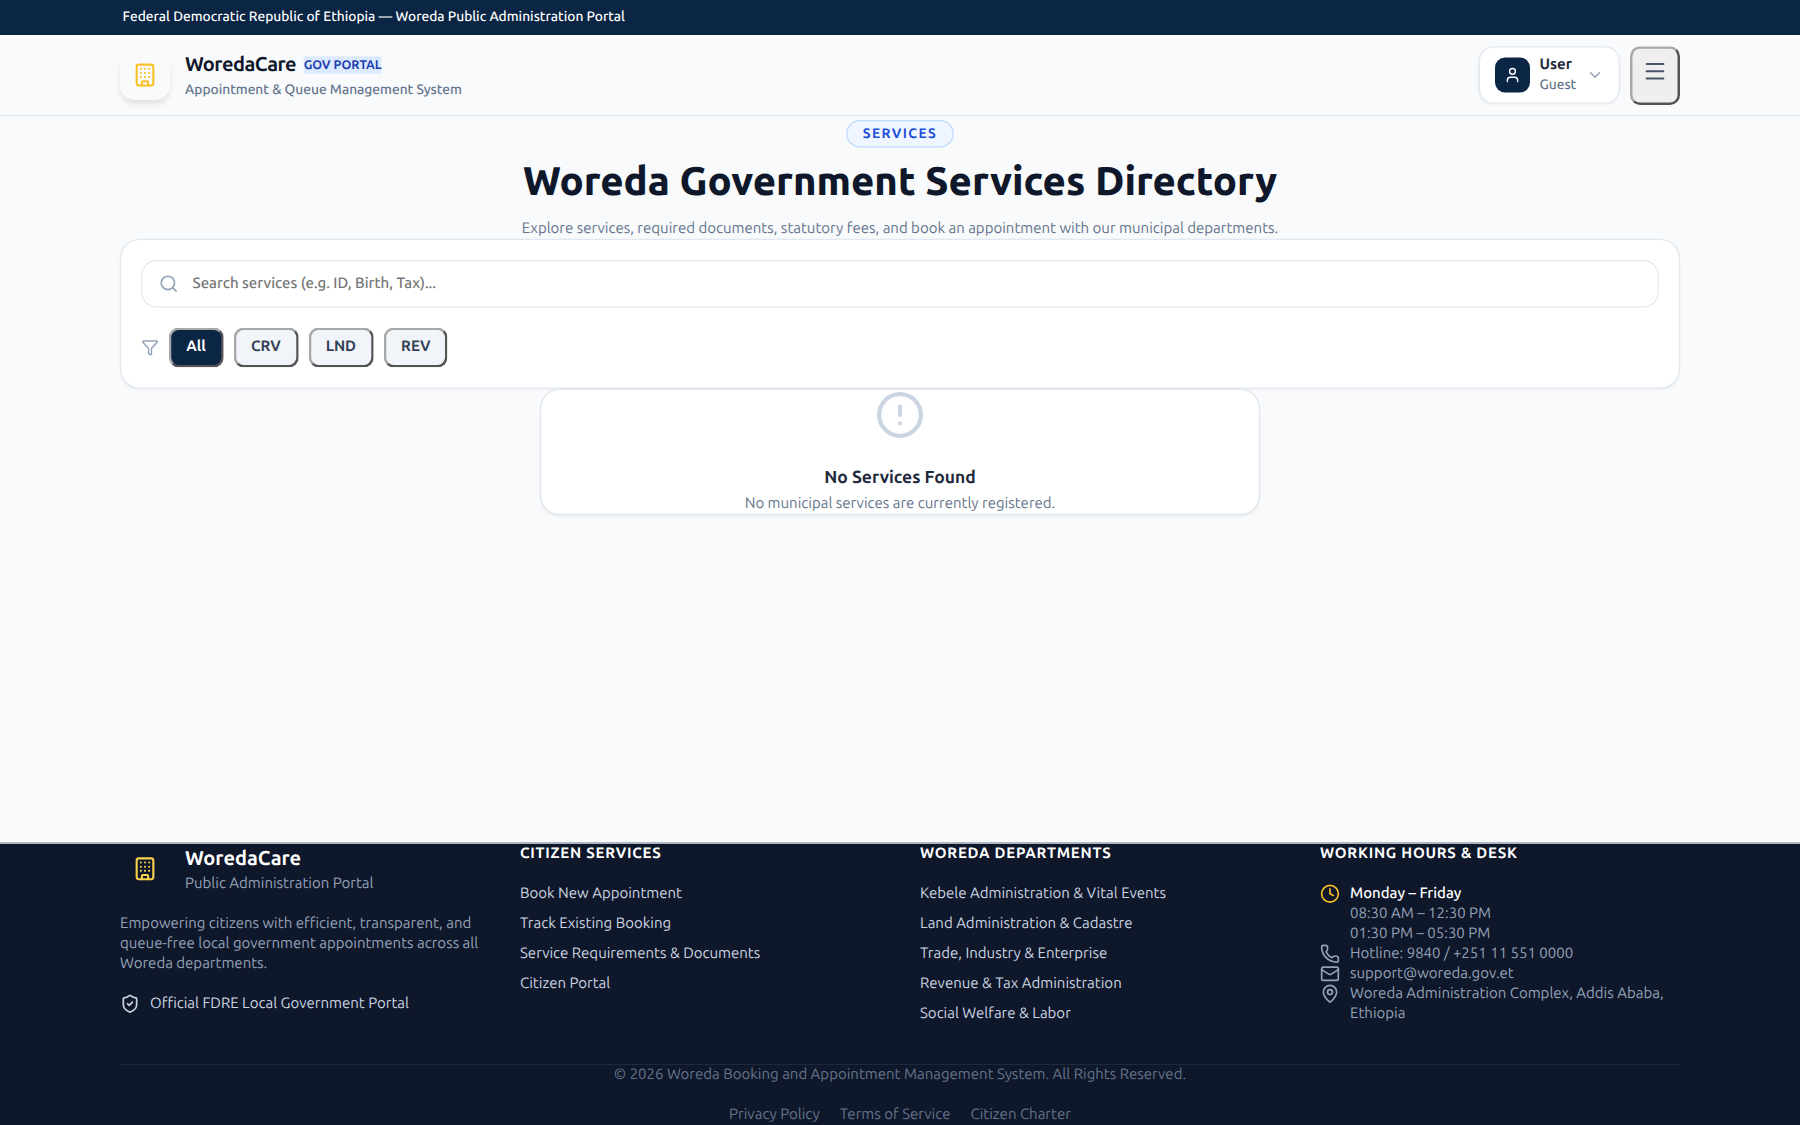 Federal Democratic Republic of Ethiopia — Woreda Public Administration Portal
WoredaCare GOV PORTAL
Appointment & Queue Management System
User
Guest
SERVICES
Woreda Government Services Directory
Explore services, required documents, statutory fees, and book an appointment with our municipal departments.
Search services (e.g. ID, Birth, Tax)...
All CRV LND REV
No Services Found
No municipal services are currently registered.
WoredaCare
Public Administration Portal
Empowering citizens with efficient, transparent, and
queue-free local government appointments across all
Woreda departments.
Official FDRE Local Government Portal
CITIZEN SERVICES
Book New Appointment
Track Existing Booking
Service Requirements & Documents
Citizen Portal
WOREDA DEPARTMENTS
Kebele Administration & Vital Events
Land Administration & Cadastre
Trade, Industry & Enterprise
Revenue & Tax Administration
Social Welfare & Labor
WORKING HOURS & DESK
Monday – Friday
08:30 AM – 12:30 PM
01:30 PM – 05:30 PM
Hotline: 9840 / +251 11 551 0000
support@woreda.gov.et
Woreda Administration Complex, Addis Ababa,
Ethiopia
© 2026 Woreda Booking and Appointment Management System. All Rights Reserved.
Privacy Policy Terms of Service Citizen Charter